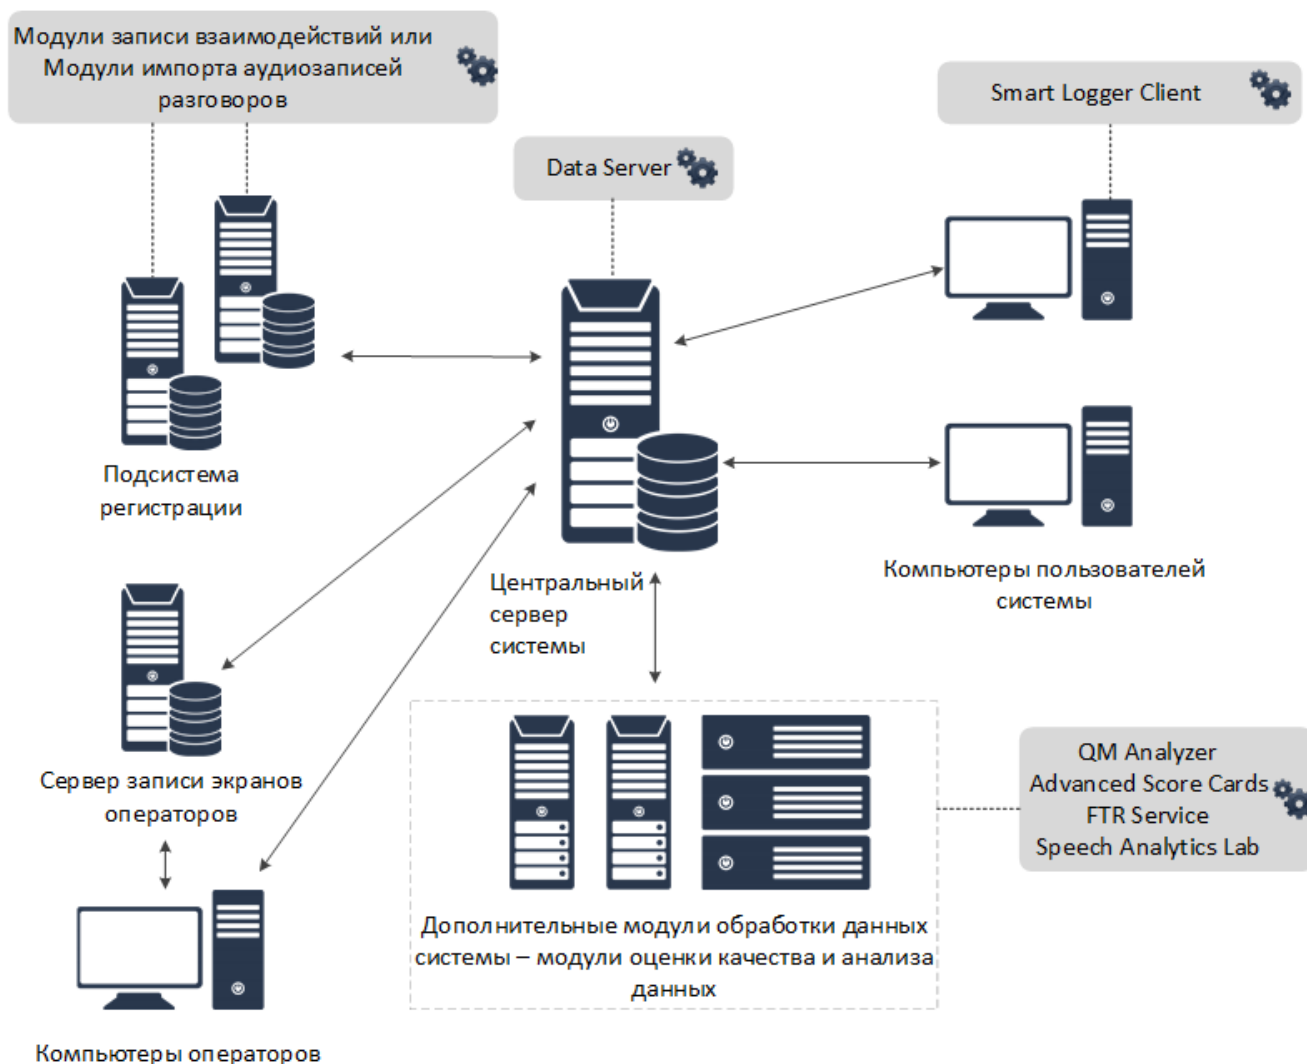 Модули записи взаимодействий или
Модули импорта аудиозаписей
разговоров
Smart Logger Client
Data Server
Подсистема
регистрации
Центральный
сервер
системы
Компьютеры пользователей
системы
Сервер записи экранов
операторов
QM Analyzer
Advanced Score Cards
FTR Service
Speech Analytics Lab
Дополнительные модули обработки данных
системы – модули оценки качества и анализа
данных
Компьютеры операторов